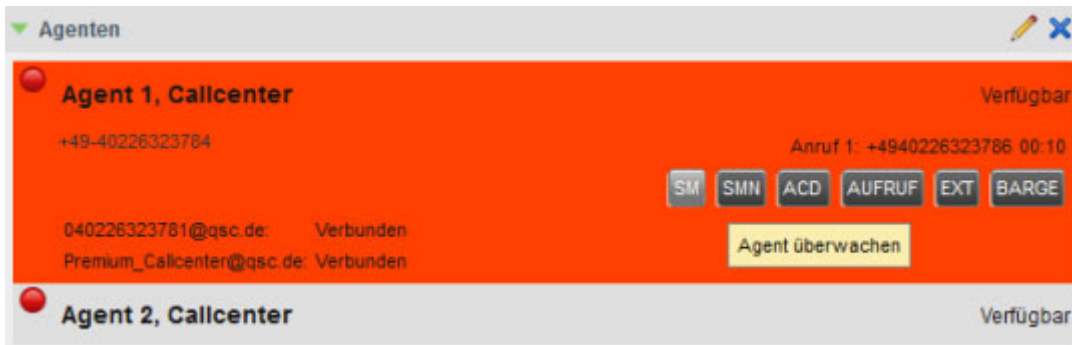 Agenten
Agent 1, Callcenter Verfügbar
+49-40226323784
Anruf 1: +4940226323786 00:10
SM SMN ACD AUFRUF EXT BARGE
040226323781@qsc.de: Verbunden
Agent überwachen
Premium_Callcenter@qsc.de: Verbunden
Agent 2, Callcenter Verfügbar